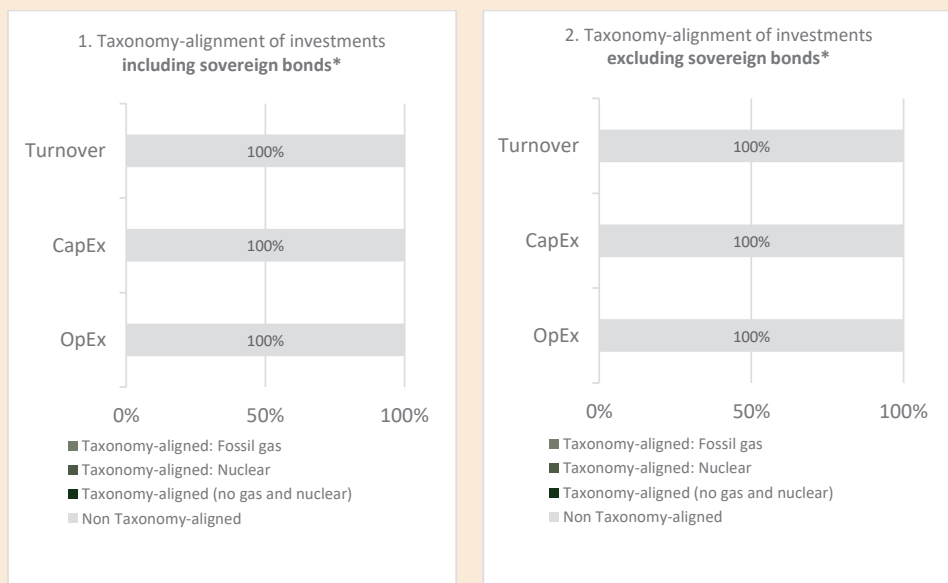 1. Taxonomy-alignment of investments
including sovereign bonds*
Turnover
100%
CapEx
100%
OpEx
100%
0%
50%
100%
Taxonomy-aligned: Fossil gas
Taxonomy-aligned: Nuclear
Taxonomy-aligned (no gas and nuclear)
Non Taxonomy-aligned
2. Taxonomy-alignment of investments
excluding sovereign bonds*
Turnover
100%
CapEx
100%
OpEx
100%
0%
50%
100%
Taxonomy-aligned: Fossil gas
Taxonomy-aligned: Nuclear
Taxonomy-aligned (no gas and nuclear)
Non Taxonomy-aligned